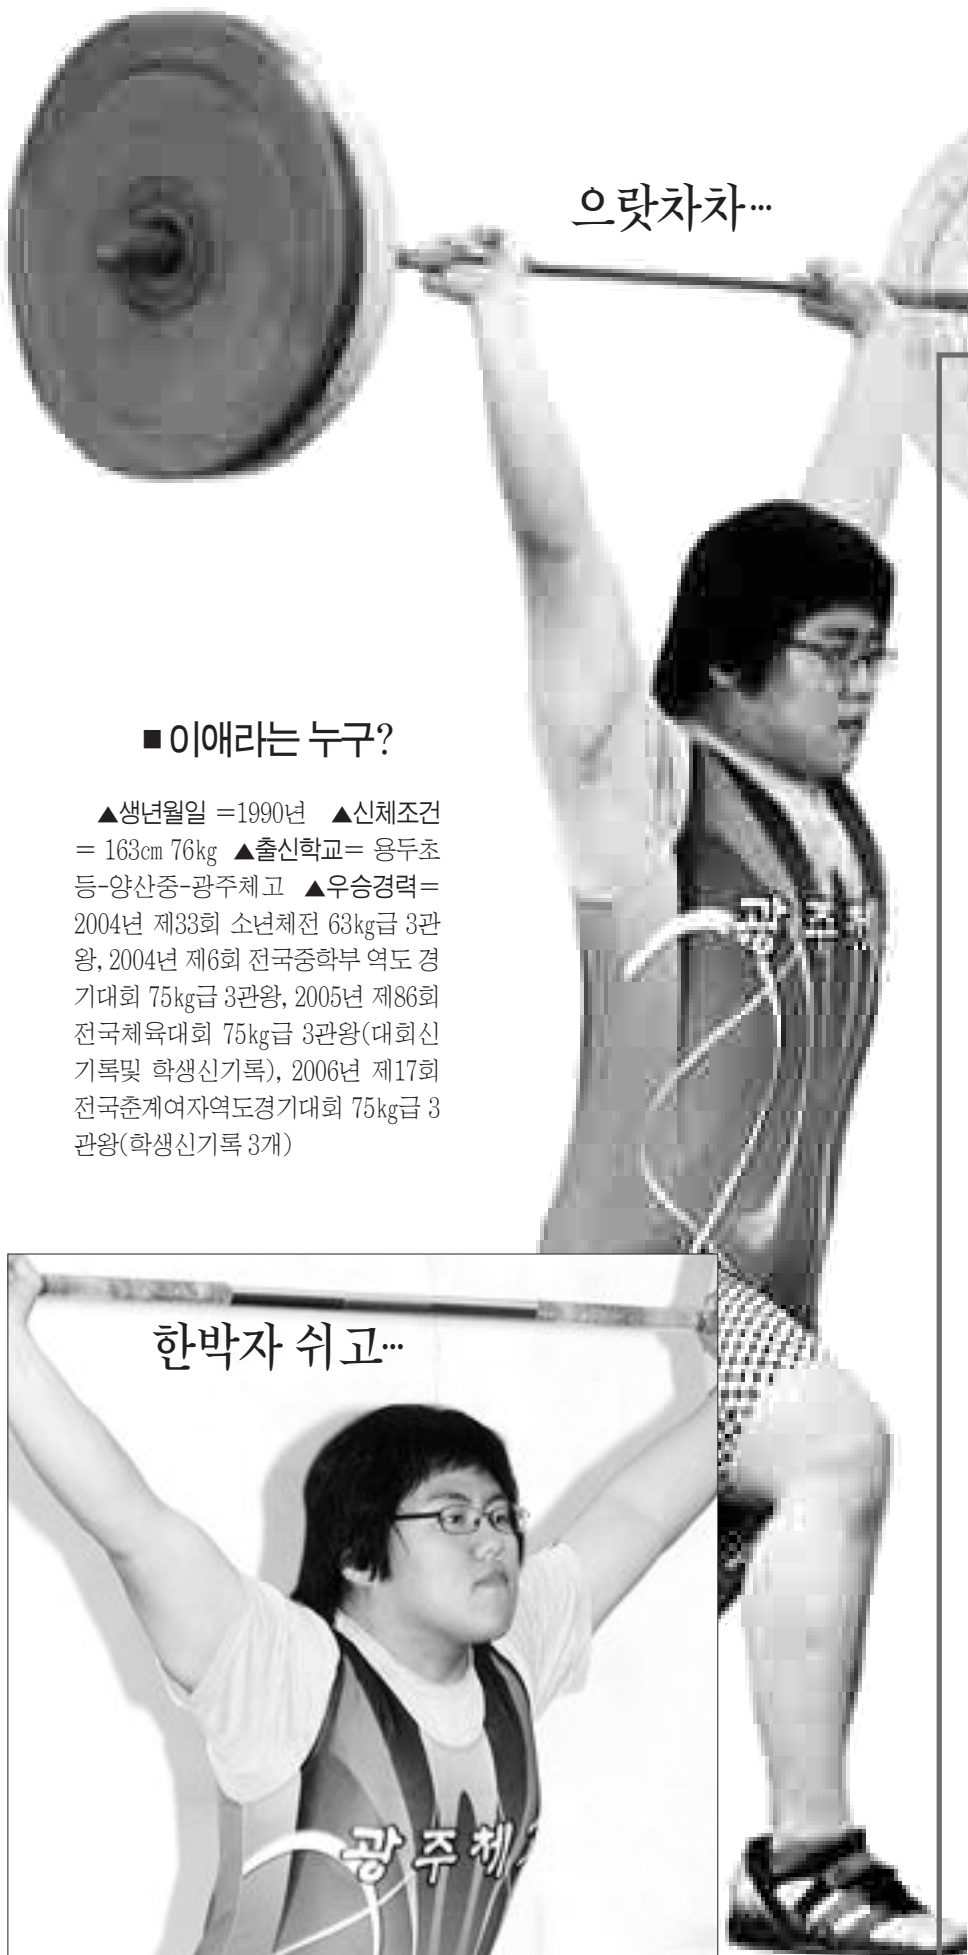 으랏차차…
■ 이애라는 누구?
▲생년월일 =1990년 ▲신체조건
= 163㎝ 76㎏ ▲출신학교= 용두초
등-양산중-광주체고 ▲우승경력=
2004년 제33회 소년체전 63㎏급 3관
왕, 2004년 제6회 전국중학부 역도 경
기대회 75㎏급 3관왕, 2005년 제86회
전국체육대회 75㎏급 3관왕(대회신
기록및 학생신기록), 2006년 제17회
전국춘계여자역도경기대회 75㎏급 3
관왕(학생신기록 3개)
한박자 쉬고…
광주체